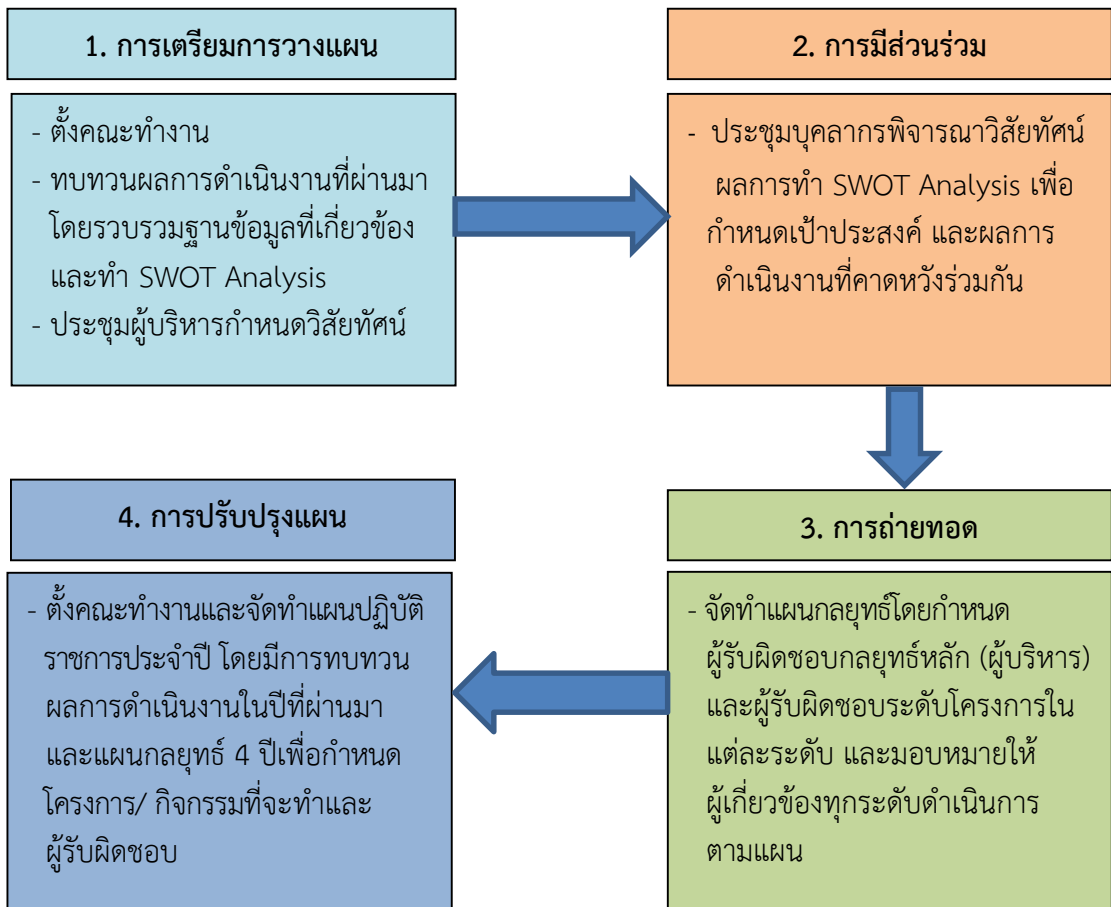 1. การเตรียมการวางแผน
- ตั้งคณะทำงาน
- ทบทวนผลการดำเนินงานที่ผ่านมา
โดยรวบรวมฐานข้อมูลที่เกี่ยวข้อง
และทำ SWOT Analysis
- ประชุมผู้บริหารกำหนดวิสัยทัศน์
2. การมีส่วนร่วม
- ประชุมบุคลากรพิจารณาวิสัยทัศน์
ผลการทำ SWOT Analysis เพื่อ
กำหนดเป้าประสงค์ และผลการ
ดำเนินงานที่คาดหวังร่วมกัน
3. การถ่ายทอด
- จัดทำแผนกลยุทธ์โดยกำหนด
ผู้รับผิดชอบกลยุทธ์หลัก (ผู้บริหาร)
และผู้รับผิดชอบระดับโครงการใน
แต่ละระดับ และมอบหมายให้
ผู้เกี่ยวข้องทุกระดับดำเนินการ
ตามแผน
4. การปรับปรุงแผน
- ตั้งคณะทำงานและจัดทำแผนปฏิบัติ
ราชการประจำปี โดยมีการทบทวน
ผลการดำเนินงานในปีที่ผ่านมา
และแผนกลยุทธ์ 4 ปีเพื่อกำหนด
โครงการ/ กิจกรรมที่จะทำและ
ผู้รับผิดชอบ